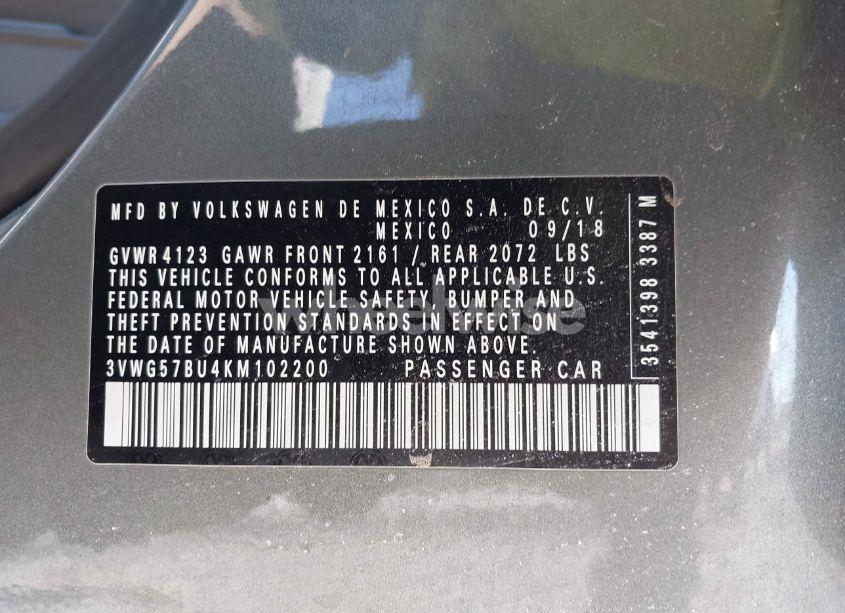 MFD BY VOLKSWAGEN DE MEXICO S.A. DE C.V.
MEXICO 09/18
GVWR 4123 GAWR FRONT 2161 / REAR 2072 LBS
THIS VEHICLE CONFORMS TO ALL APPLICABLE U.S.
FEDERAL MOTOR VEHICLE SAFETY, BUMPER AND
THEFT PREVENTION STANDARDS IN EFFECT ON
THE DATE OF MANUFACTURE SHOWN ABOVE.
3VWG57BU4KM102200 PASSENGER CAR
3541398 3387 M